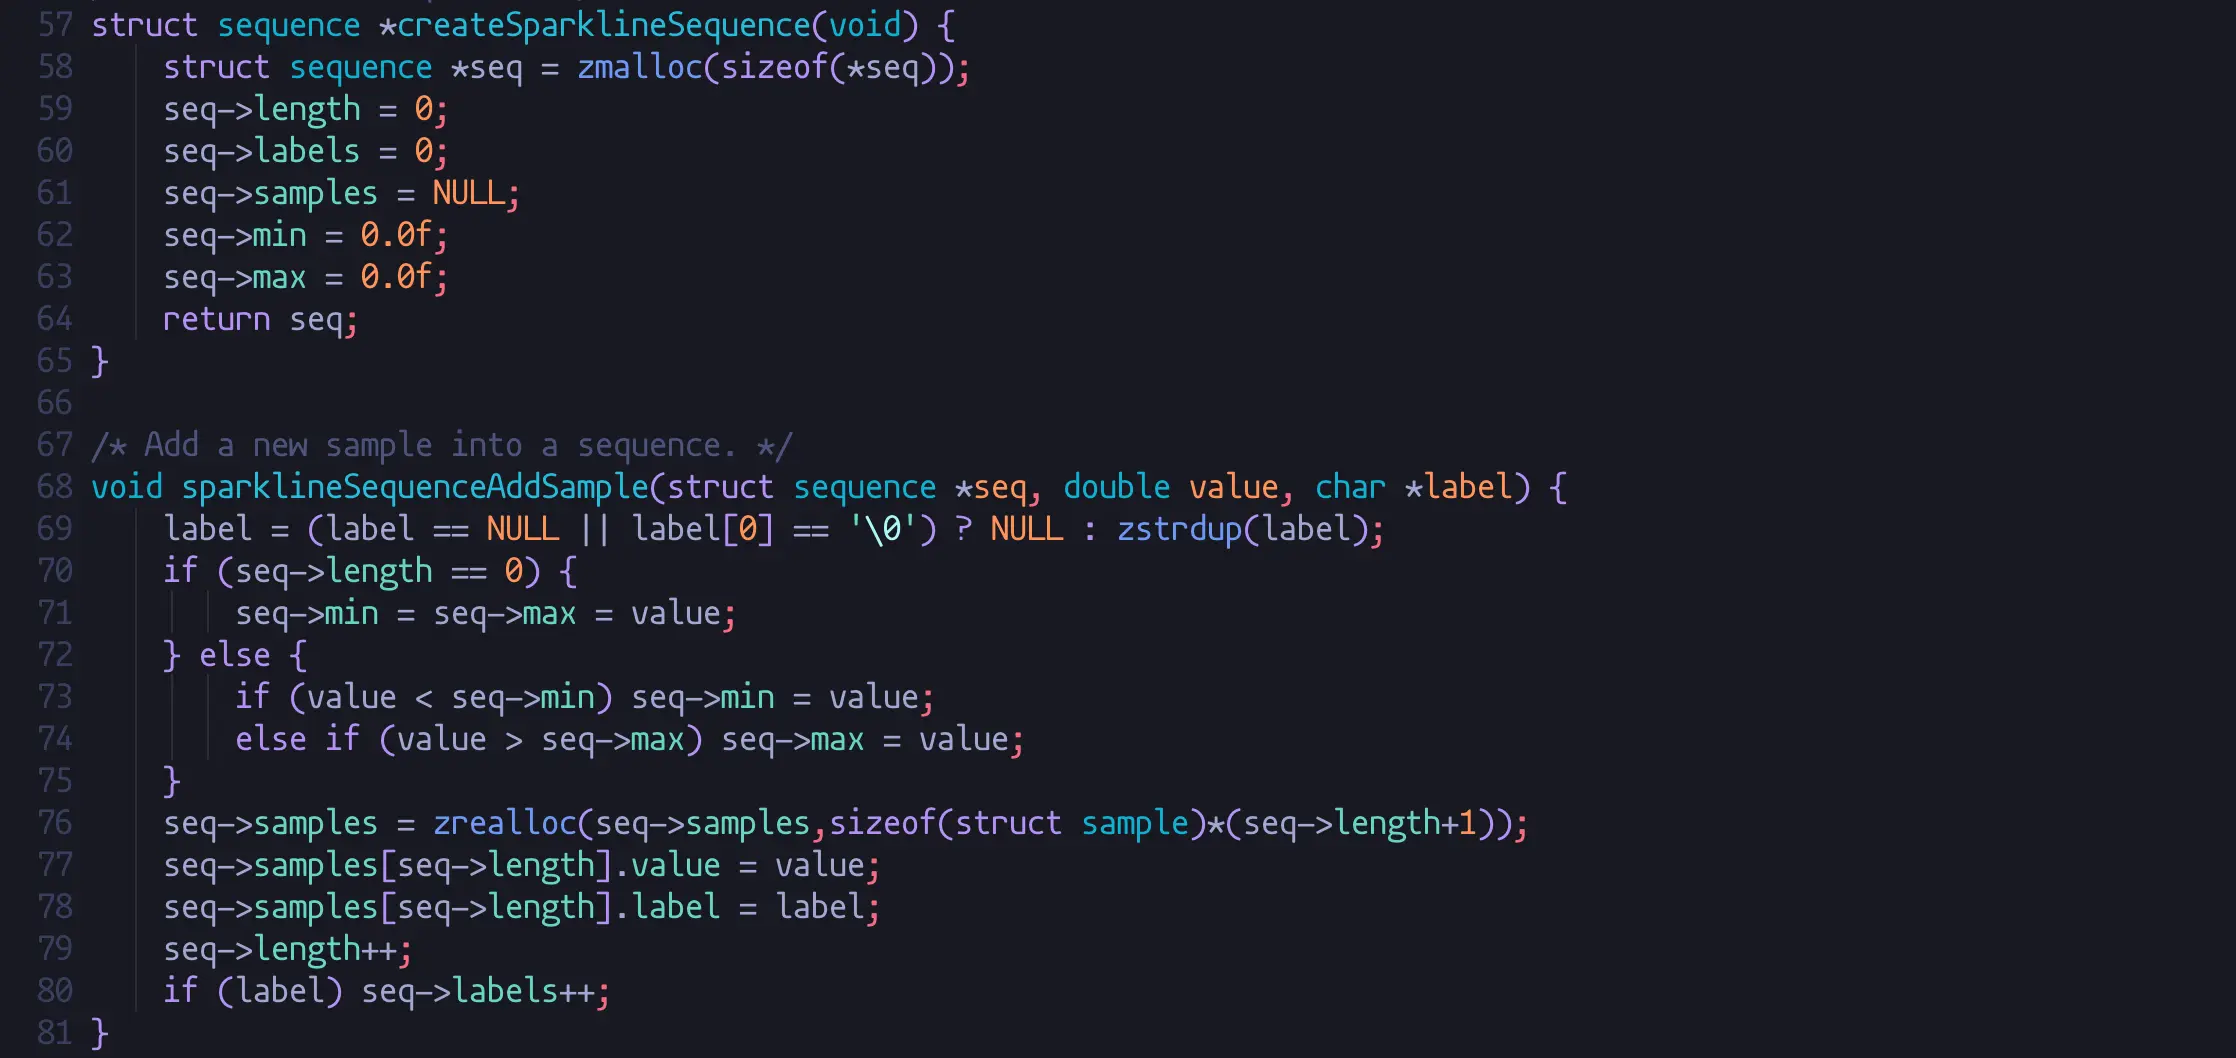 57 struct sequence *createSparklineSequence(void) {
58     struct sequence *seq = zmalloc(sizeof(*seq));
59     seq->length = 0;
60     seq->labels = 0;
61     seq->samples = NULL;
62     seq->min = 0.0f;
63     seq->max = 0.0f;
64     return seq;
65 }
66
67 /* Add a new sample into a sequence. */
68 void sparklineSequenceAddSample(struct sequence *seq, double value, char *label) {
69     label = (label == NULL || label[0] == '\0') ? NULL : zstrdup(label);
70     if (seq->length == 0) {
71         seq->min = seq->max = value;
72     } else {
73         if (value < seq->min) seq->min = value;
74         else if (value > seq->max) seq->max = value;
75     }
76     seq->samples = zrealloc(seq->samples,sizeof(struct sample)*(seq->length+1));
77     seq->samples[seq->length].value = value;
78     seq->samples[seq->length].label = label;
79     seq->length++;
80     if (label) seq->labels++;
81 }